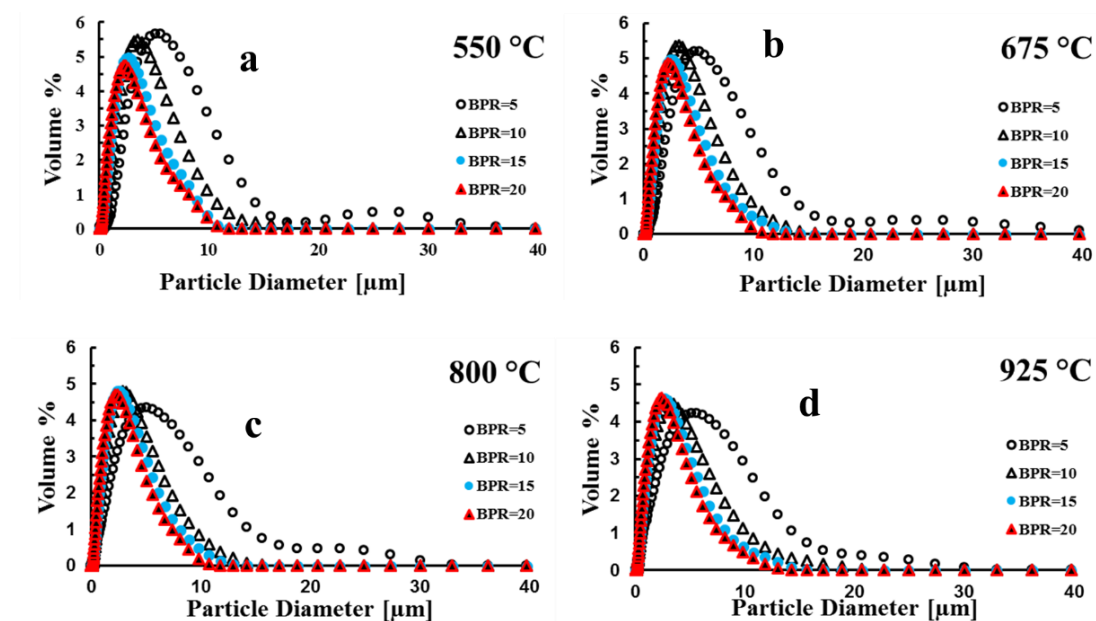 a
550 °C
Volume %
6
5
4
3
2
1
0
BPR=5
BPR=10
BPR=15
BPR=20
0 10 20 30 40
Particle Diameter [µm]
b
675 °C
Volume %
6
5
4
3
2
1
0
BPR=5
BPR=10
BPR=15
BPR=20
0 10 20 30 40
Particle Diameter [µm]
c
800 °C
Volume %
6
5
4
3
2
1
0
BPR=5
BPR=10
BPR=15
BPR=20
0 10 20 30 40
Particle Diameter [µm]
d
925 °C
Volume %
6
5
4
3
2
1
0
BPR=5
BPR=10
BPR=15
BPR=20
0 10 20 30 40
Particle Diameter [µm]